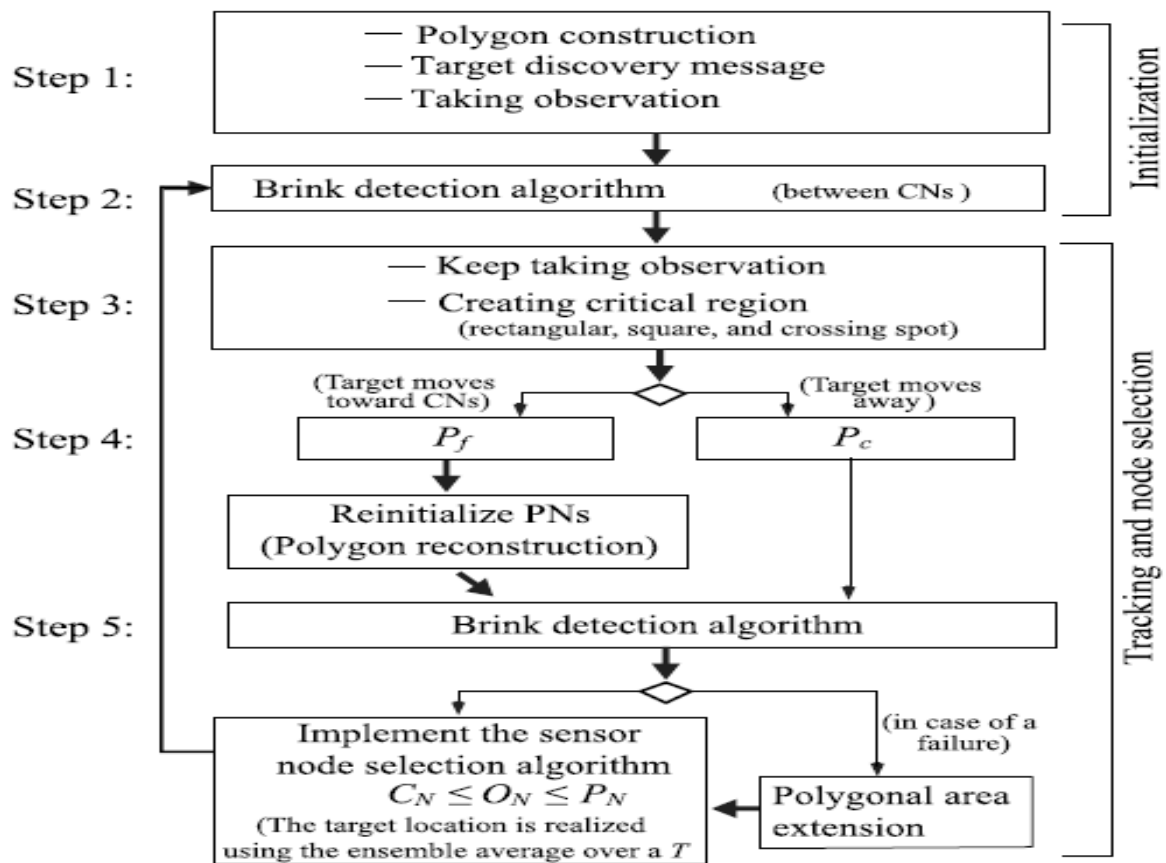 — Polygon construction
— Target discovery message
Step 1:
— Taking observation
Initialization
Step 2:
Brink detection algorithm (between CNs )
— Keep taking observation
Step 3:
— Creating critical region
(rectangular, square, and crossing spot)
(Target moves
toward CNs)
(Target moves
away )
Step 4:
P_f
P_c
Reinitialize PNs
(Polygon reconstruction)
Step 5:
Brink detection algorithm
Tracking and node selection
Implement the sensor
node selection algorithm
C_N ≤ O_N ≤ P_N
(The target location is realized
using the ensemble average over a T
(in case of a
failure)
Polygonal area
extension